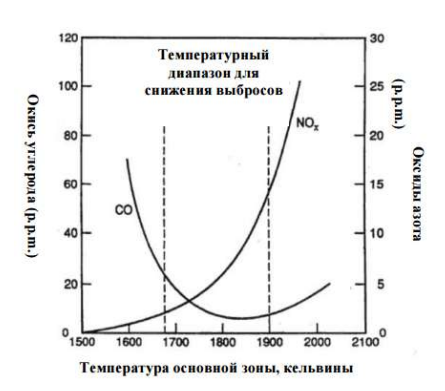 120
100
80
60
40
20
0
30
25
20
15
10
5
0
1500
1600
1700
1800
1900
2000
2100
Температурный
диапазон для
снижения выбросов
NOx
CO
Окись углерода (p.p.m.)
Оксиды азота
(p.p.m.)
Температура основной зоны, кельвины